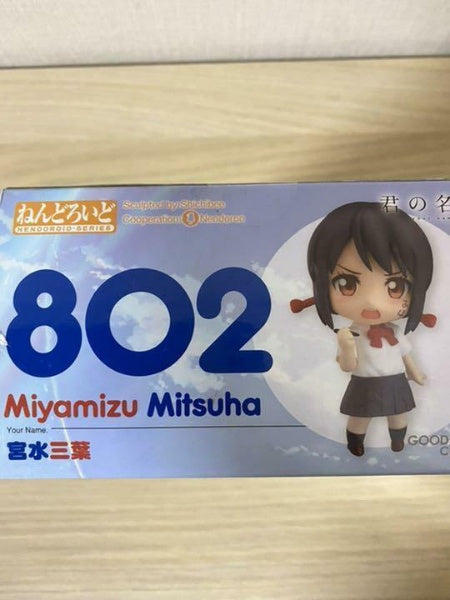 ねんどろいど
NENDOROID-SERIES
Sculpted by Shichibee
Cooperation: Nendoron
君の名
802
Miyamizu Mitsuha
Your Name.
宮水三葉
GOOD
C